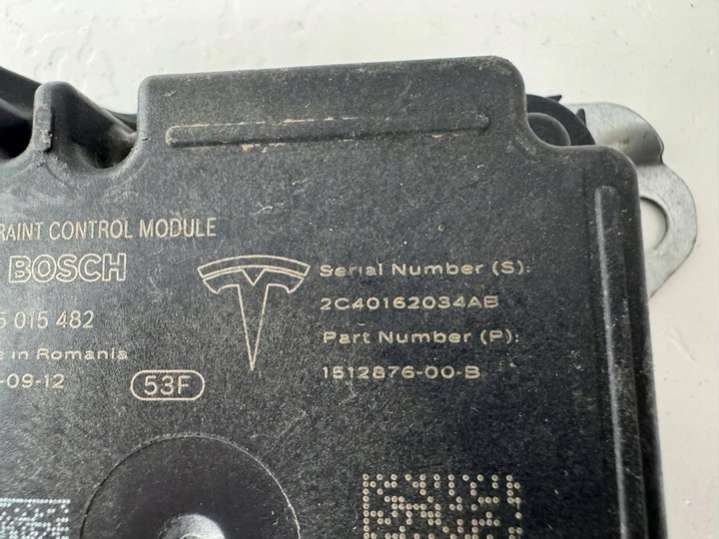 RAINT CONTROL MODULE
BOSCH
5 015 482
e in Romania
-09-12
53F
Serial Number (S):
2C40162034AB
Part Number (P):
1512876-00-B